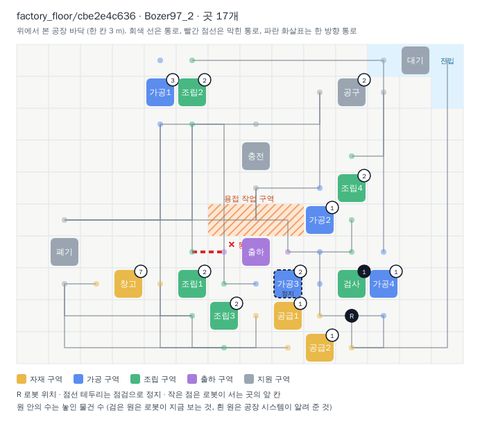 factory_floor/cbe2e4c636 · Bozer97_2 · 곳 17개
위에서 본 공장 바닥 (한 칸 3 m). 회색 선은 통로, 빨간 점선은 막힌 통로, 파란 화살표는 한 방향 통로
대기
3
2
2
가공1
조립2
공구
충전
2
조립4
용접 작업 구역
1
가공2
✕
폐기
출하
7
2
2
1
1
창고
조립1
가공3
검사
가공4
정지
2
1
조립3
공급1
R
1
공급2
자재 구역
가공 구역
조립 구역
출하 구역
지원 구역
R 로봇 위치 · 점선 테두리는 점검으로 정지 · 작은 점은 로봇이 서는 곳의 앞 칸
원 안의 수는 놓인 물건 수 (검은 원은 로봇이 지금 보는 것, 흰 원은 공장 시스템이 알려 준 것)